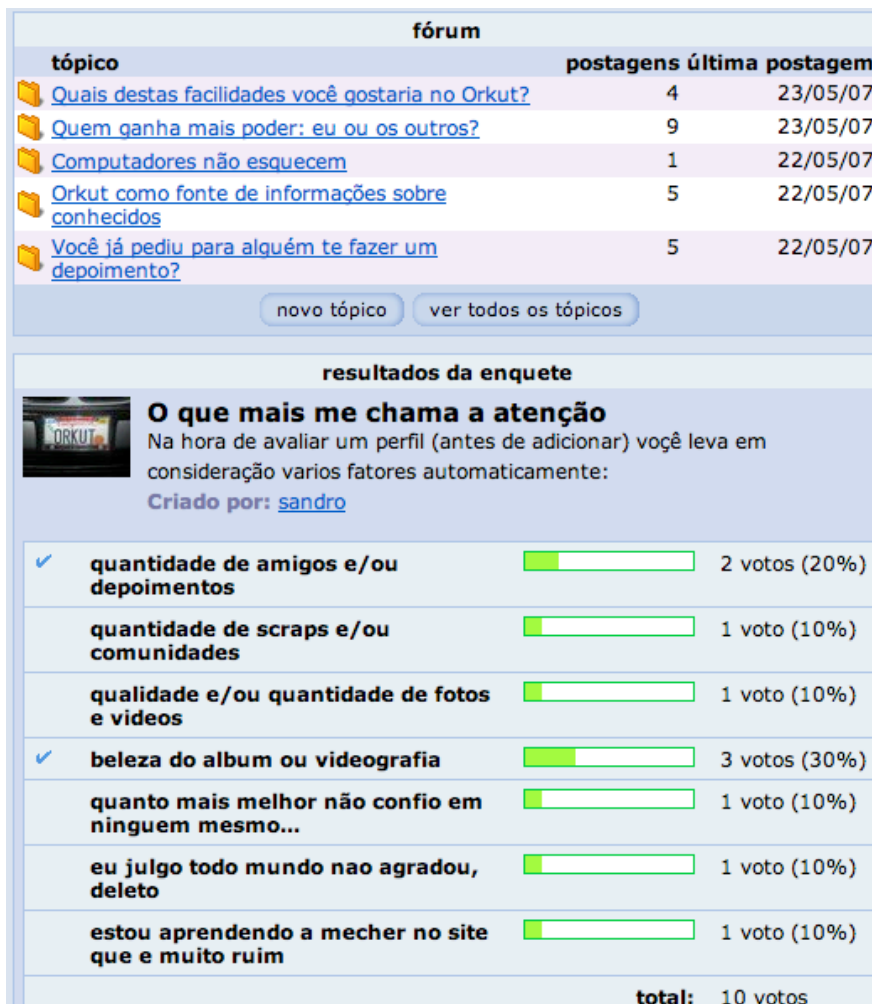 fórum
tópico postagens última postagem
Quais destas facilidades você gostaria no Orkut? 4 23/05/07
Quem ganha mais poder: eu ou os outros? 9 23/05/07
Computadores não esquecem 1 22/05/07
Orkut como fonte de informações sobre 5 22/05/07
conhecidos
Você já pediu para alguém te fazer um 5 22/05/07
depoimento?
novo tópico ver todos os tópicos
resultados da enquete
ORKUT
O que mais me chama a atenção
Na hora de avaliar um perfil (antes de adicionar) voçê leva em
consideração varios fatores automaticamente:
Criado por: sandro
quantidade de amigos e/ou 2 votos (20%)
depoimentos
quantidade de scraps e/ou 1 voto (10%)
comunidades
qualidade e/ou quantidade de fotos 1 voto (10%)
e videos
beleza do album ou videografia 3 votos (30%)
quanto mais melhor não confio em 1 voto (10%)
ninguem mesmo...
eu julgo todo mundo nao agradou, 1 voto (10%)
deleto
estou aprendendo a mecher no site 1 voto (10%)
que e muito ruim
total: 10 votos